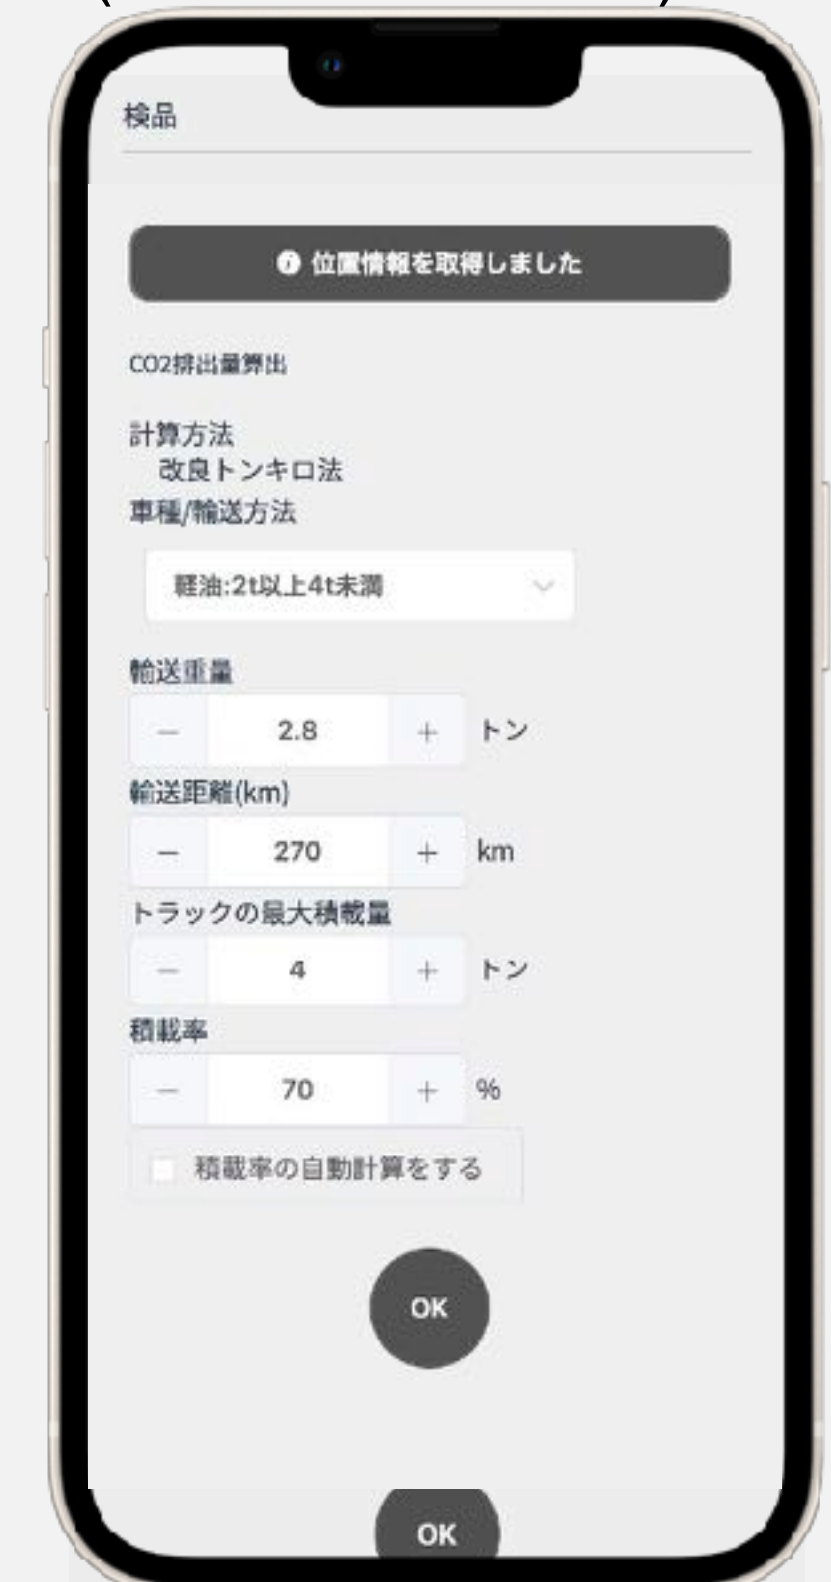 検品
位置情報を取得しました
CO2排出量算出
計算方法
改良トンキロ法
車種/輸送方法
軽油:2t以上4t未満
輸送重量
− 2.8 + トン
輸送距離(km)
− 270 + km
トラックの最大積載量
− 4 + トン
積載率
− 70 + %
積載率の自動計算をする
OK
OK